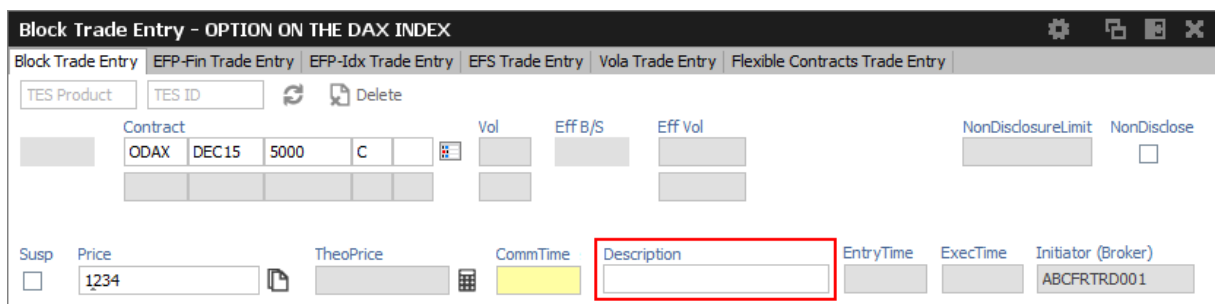 Block Trade Entry - OPTION ON THE DAX INDEX
Block Trade Entry EFP-Fin Trade Entry EFP-Idx Trade Entry EFS Trade Entry Vola Trade Entry Flexible Contracts Trade Entry
TES Product TES ID Delete
Contract Vol Eff B/S Eff Vol NonDisclosureLimit NonDisclose
ODAX DEC15 5000 C
Susp Price TheoPrice CommTime Description EntryTime ExecTime Initiator (Broker)
1234 ABCFRTRD001